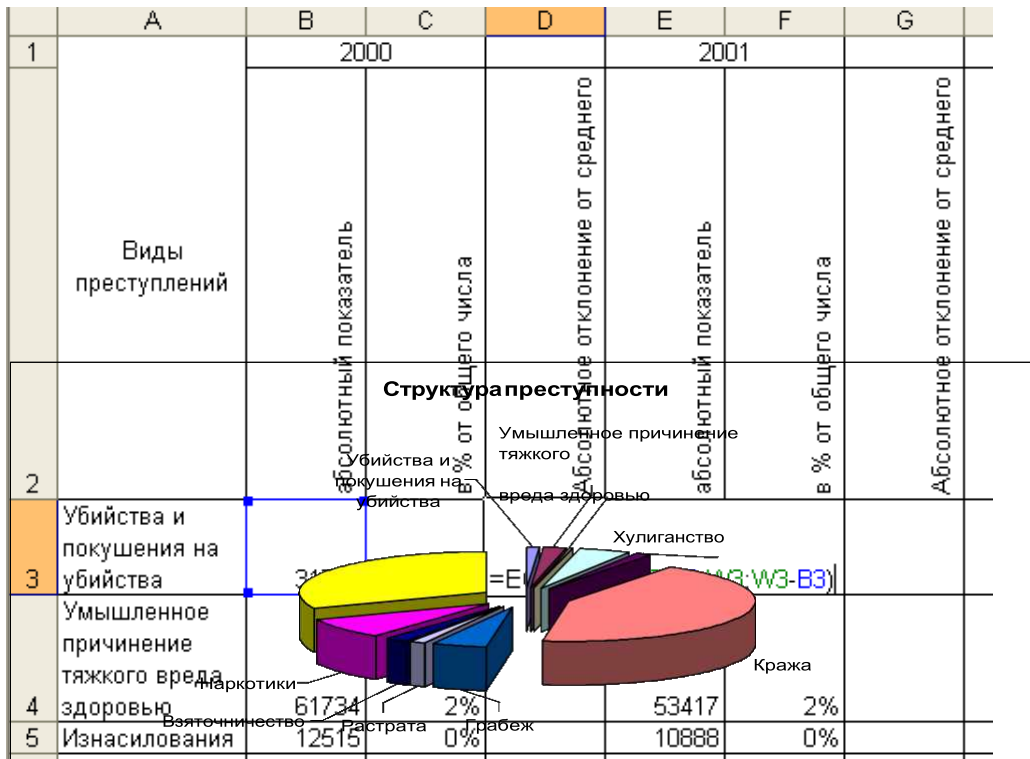 A B C D E F G
1 2000 2001
Виды
преступлений
абсолютный показатель
в % от общего числа
Абсолютное отклонение от среднего
абсолютный показатель
в % от общего числа
Абсолютное отклонение от среднего
2
Структура преступности
Умышленное причинение
тяжкого
вреда здоровью
Убийства и
покушения на
убийства
Хулиганство
Кража
Грабеж
Растрата
Взяточничество
Наркотики
Убийства и
покушения на
3 убийства
W3-B3)
Умышленное
причинение
тяжкого вреда
4 здоровью 61734 2% 53417 2%
5 Изнасилования 12515 0% 10888 0%